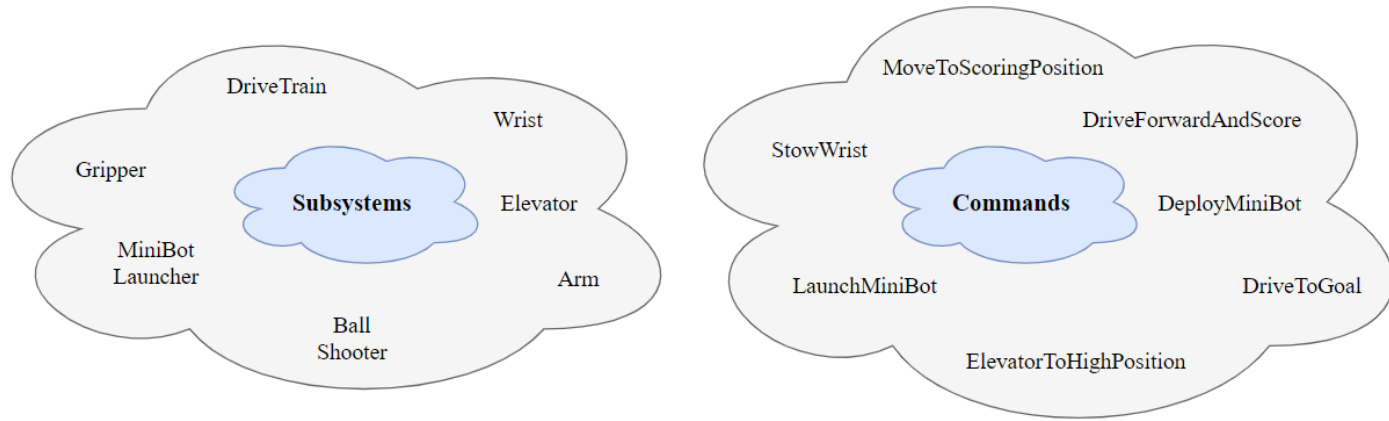 DriveTrain
Wrist
Gripper
Subsystems
Elevator
MiniBot
Launcher
Arm
Ball
Shooter
MoveToScoringPosition
DriveForwardAndScore
StowWrist
Commands
DeployMiniBot
LaunchMiniBot
DriveToGoal
ElevatorToHighPosition